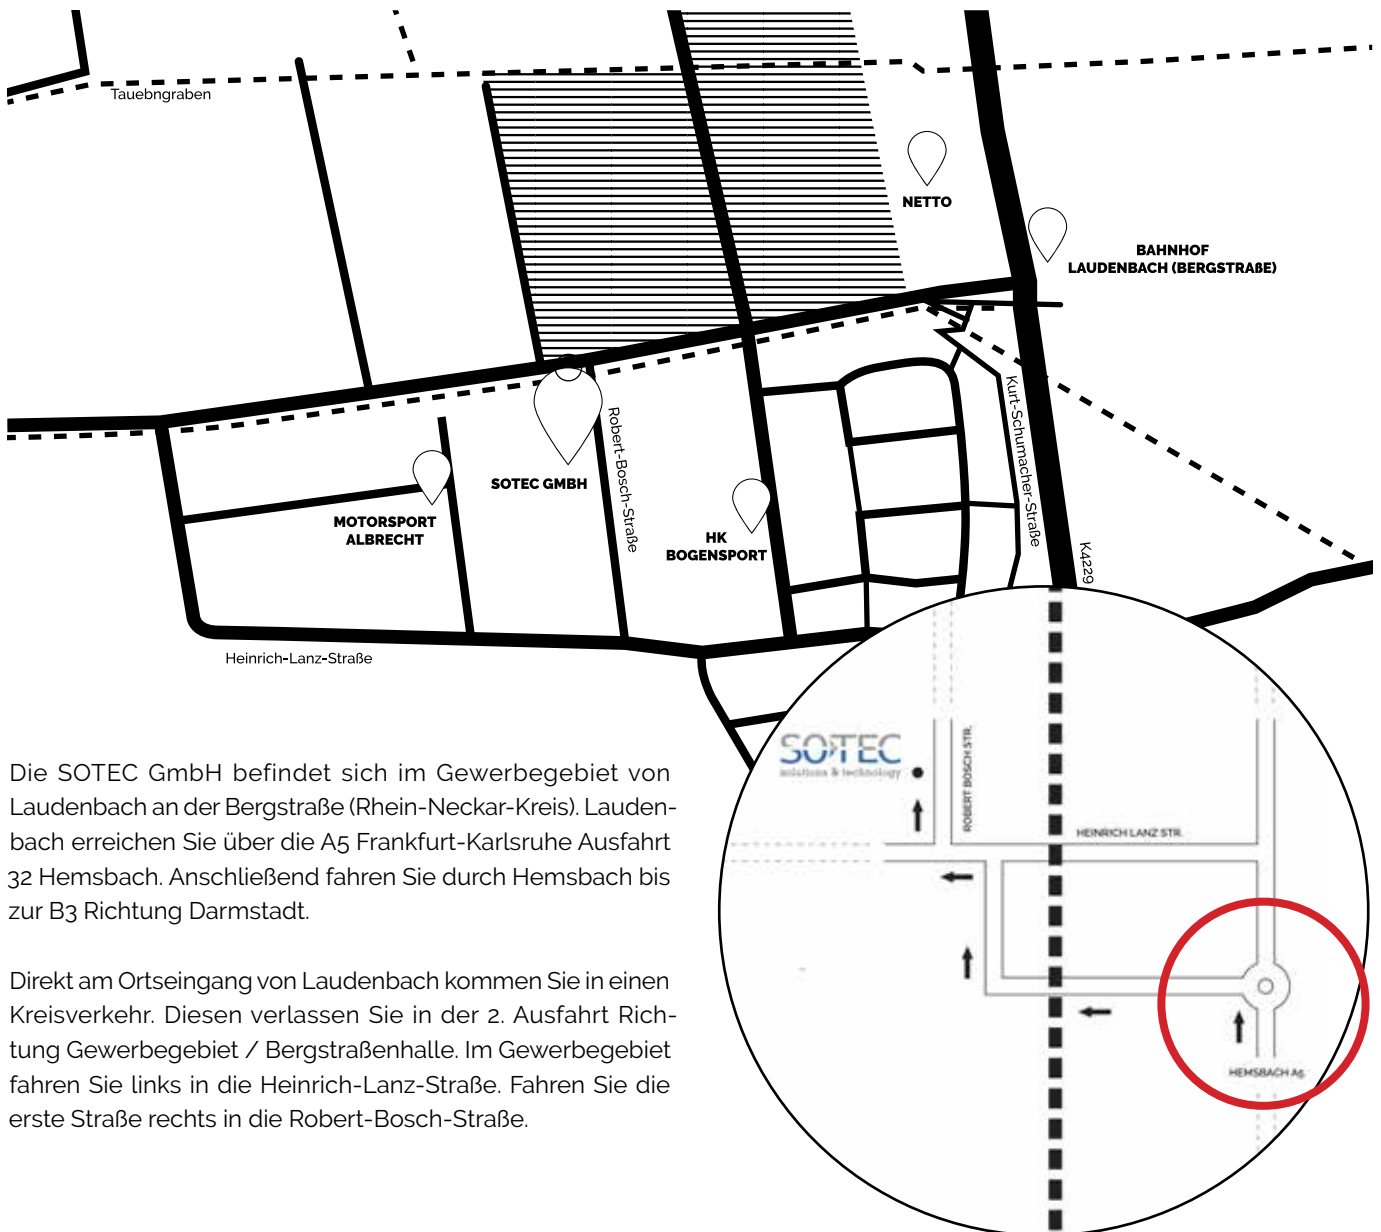 Tauebngraben
NETTO
BAHNHOF
LAUDENBACH (BERGSTRAßE)
Kurt-Schumacher-Straße
Robert-Bosch-Straße
SOTEC GMBH
MOTORSPORT
ALBRECHT
HK
BOGENSPORT
K4229
Heinrich-Lanz-Straße
SOTEC
solutions & technology
ROBERT BOSCH STR.
HEINRICH LANZ STR.
HEMSBACH A5
Die SOTEC GmbH befindet sich im Gewerbegebiet von
Laudenbach an der Bergstraße (Rhein-Neckar-Kreis). Lauden-
bach erreichen Sie über die A5 Frankfurt-Karlsruhe Ausfahrt
32 Hemsbach. Anschließend fahren Sie durch Hemsbach bis
zur B3 Richtung Darmstadt.
Direkt am Ortseingang von Laudenbach kommen Sie in einen
Kreisverkehr. Diesen verlassen Sie in der 2. Ausfahrt Rich-
tung Gewerbegebiet / Bergstraßenhalle. Im Gewerbegebiet
fahren Sie links in die Heinrich-Lanz-Straße. Fahren Sie die
erste Straße rechts in die Robert-Bosch-Straße.